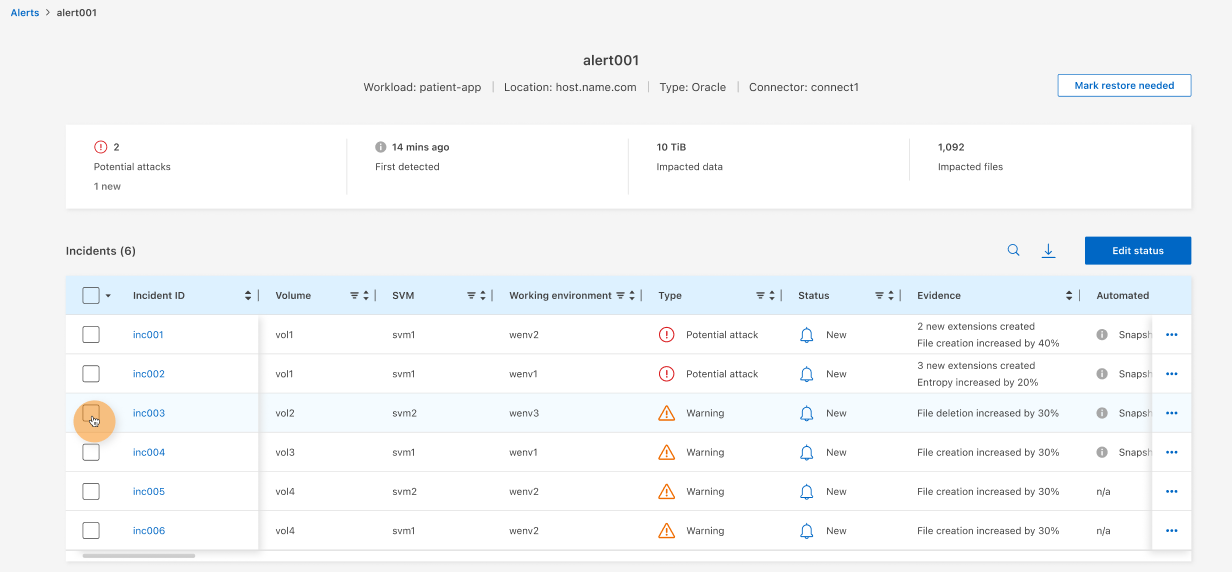 Alerts > alert001
alert001
Workload: patient-app | Location: host.name.com | Type: Oracle | Connector: connect1
Mark restore needed
2
Potential attacks
1 new
14 mins ago
First detected
10 TiB
Impacted data
1,092
Impacted files
Incidents (6)
Edit status
Incident ID Volume SVM Working environment Type Status Evidence Automated
inc001 vol1 svm1 wenv2 Potential attack New 2 new extensions created
File creation increased by 40% Snapsh
inc002 vol1 svm1 wenv1 Potential attack New 3 new extensions created
Entropy increased by 20% Snapsh
inc003 vol2 svm2 wenv3 Warning New File deletion increased by 30% Snapsh
inc004 vol3 svm1 wenv1 Warning New File creation increased by 30% Snapsh
inc005 vol4 svm2 wenv2 Warning New File creation increased by 30% n/a
inc006 vol4 svm1 wenv2 Warning New File creation increased by 30% n/a